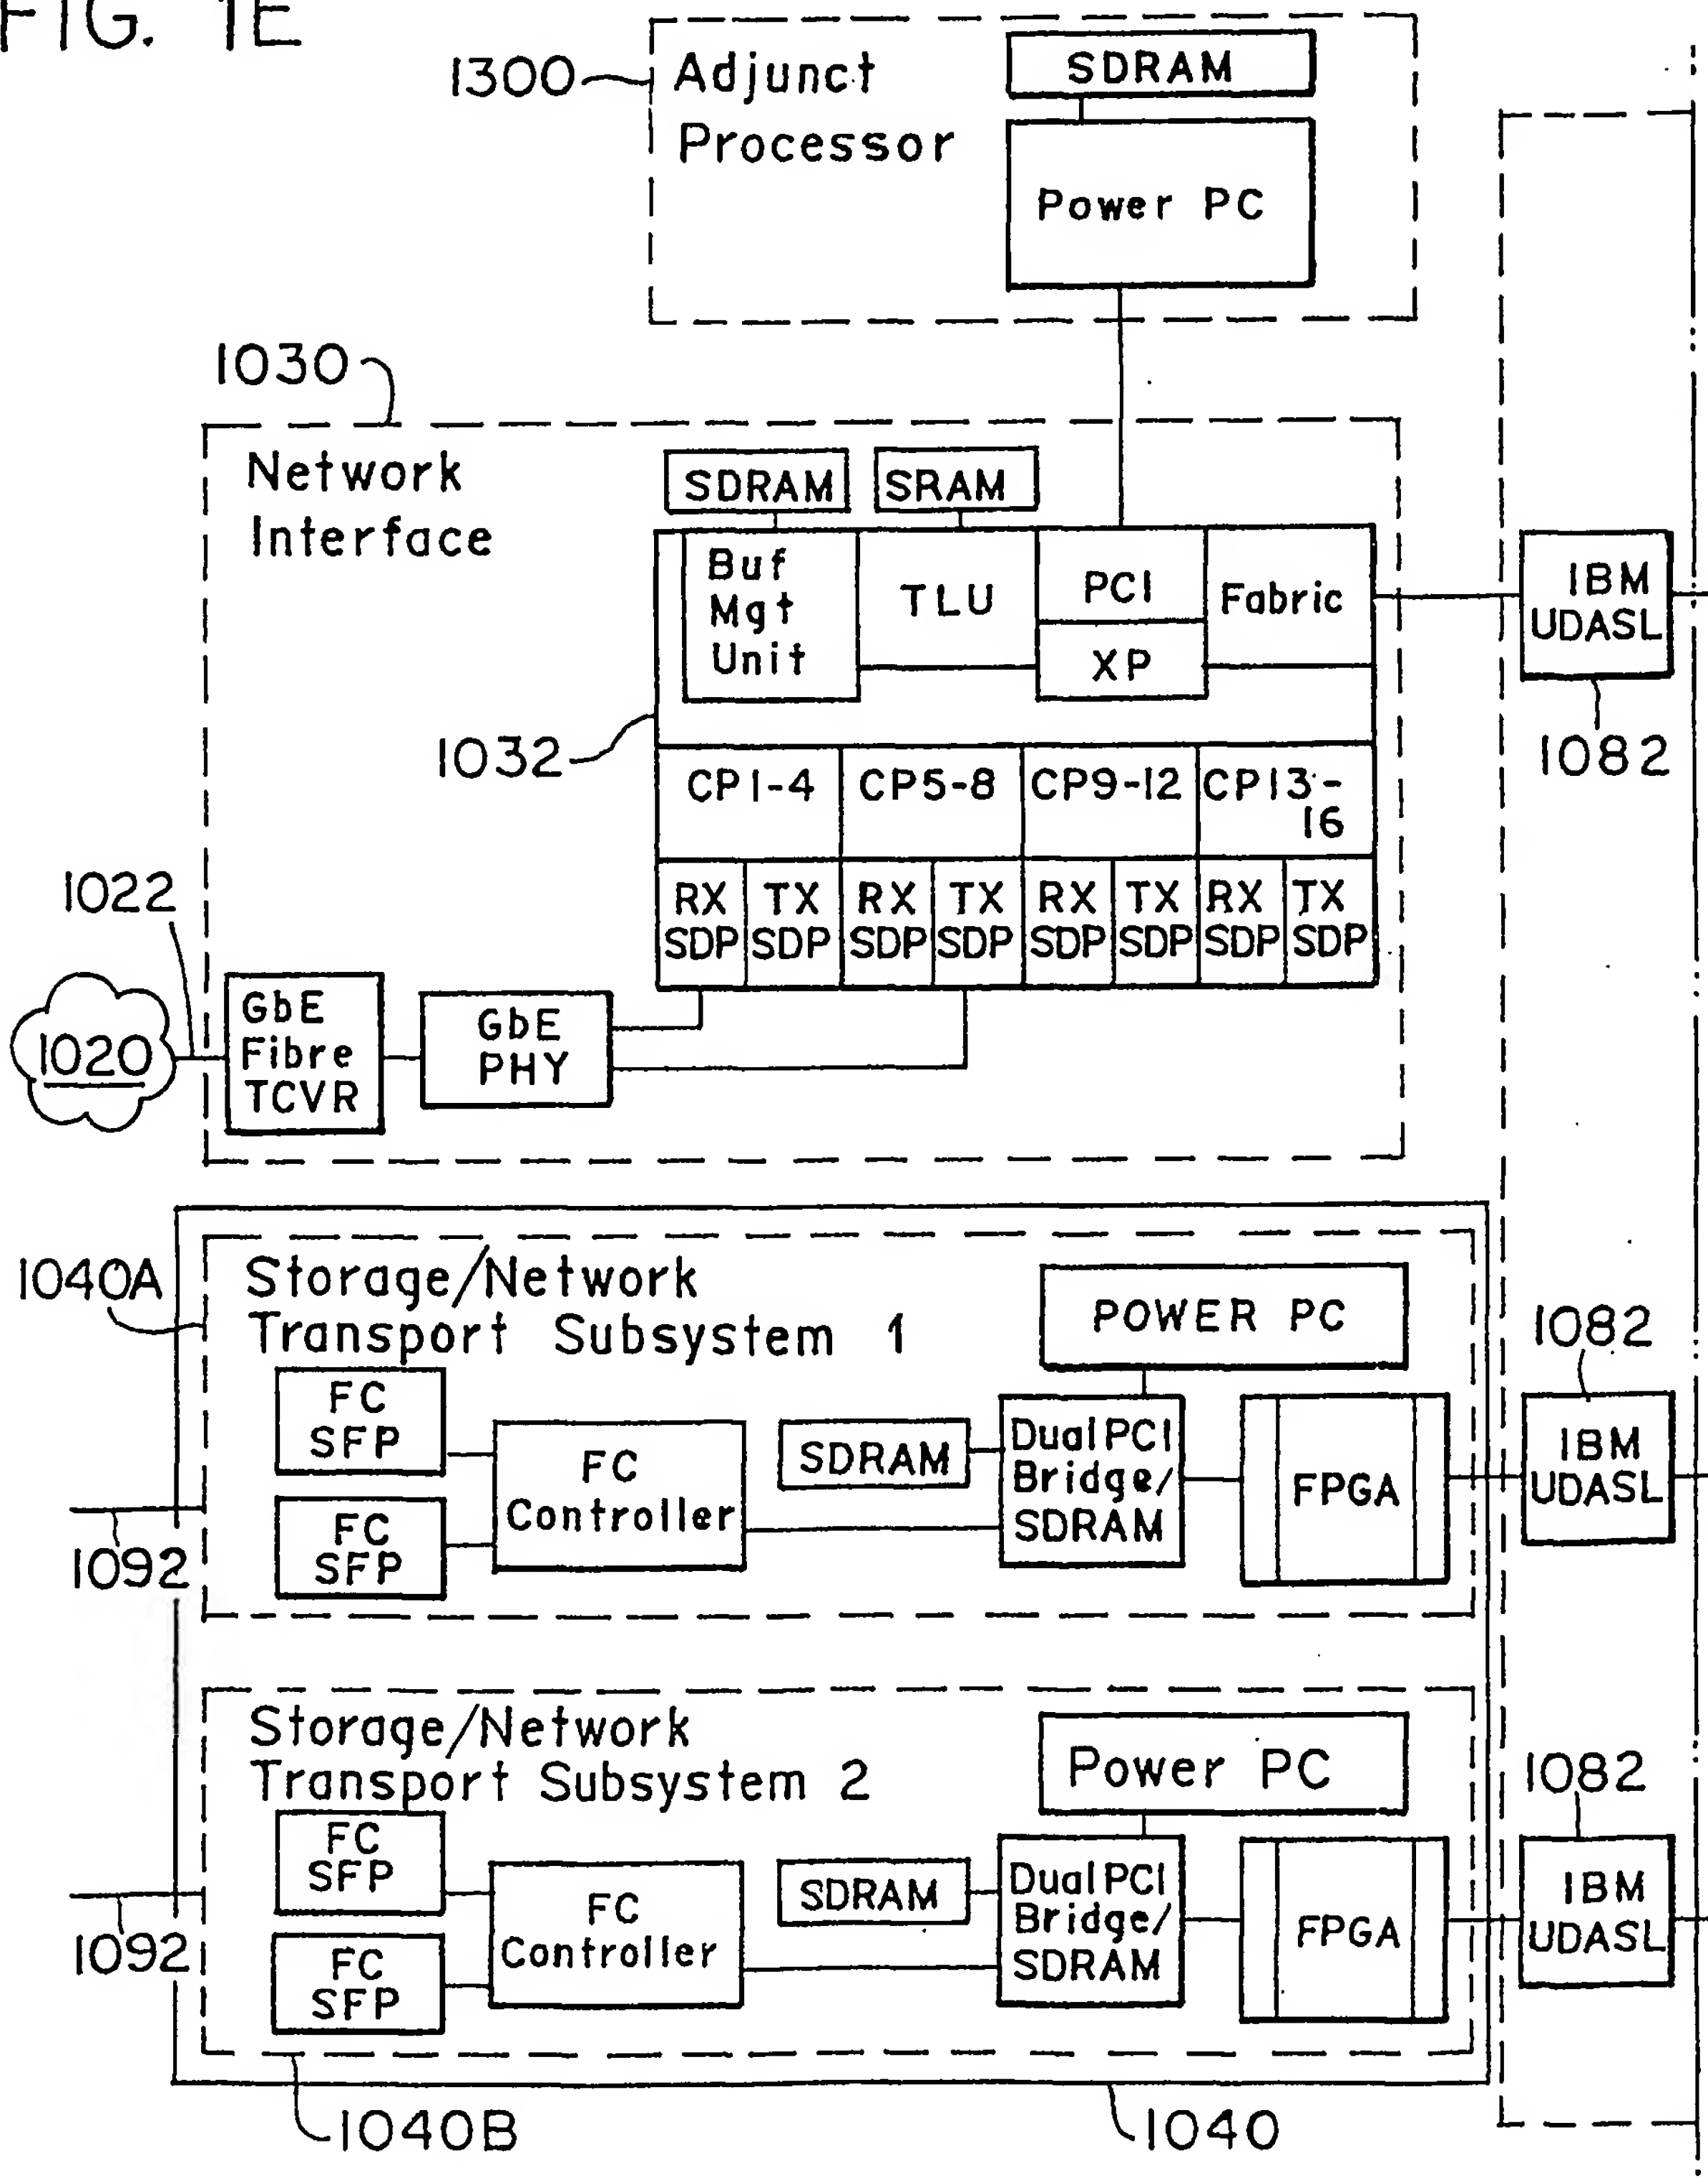 FIG. 1E
1300
Adjunct
Processor
SDRAM
Power PC
1030
Network
Interface
SDRAM
SRAM
Buf
Mgt
Unit
TLU
PCI
XP
Fabric
IBM
UDASL
1082
1032
CP1-4
CP5-8
CP9-12
CP13-
16
RX
SDP
TX
SDP
RX
SDP
TX
SDP
RX
SDP
TX
SDP
RX
SDP
TX
SDP
1022
1020
GbE
Fibre
TCVR
GbE
PHY
1040A
Storage/Network
Transport Subsystem 1
POWER PC
1082
FC
SFP
FC
SFP
FC
Controller
SDRAM
Dual PCI
Bridge/
SDRAM
FPGA
IBM
UDASL
1092
Storage/Network
Transport Subsystem 2
Power PC
1082
FC
SFP
FC
SFP
FC
Controller
SDRAM
Dual PCI
Bridge/
SDRAM
FPGA
IBM
UDASL
1092
1040B
1040